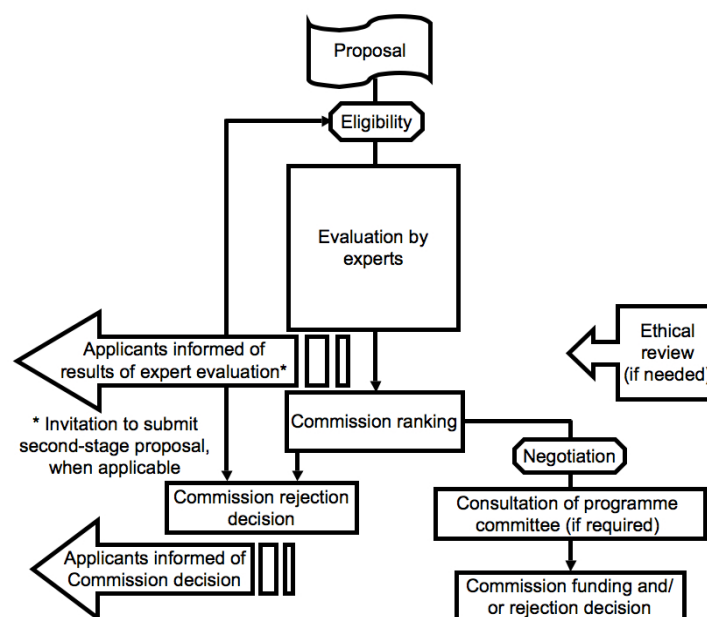 Proposal
Eligibility
Evaluation by
experts
Applicants informed of
results of expert evaluation*
Ethical
review
(if needed)
* Invitation to submit
second-stage proposal,
when applicable
Commission ranking
Negotiation
Commission rejection
decision
Consultation of programme
committee (if required)
Applicants informed of
Commission decision
Commission funding and/
or rejection decision